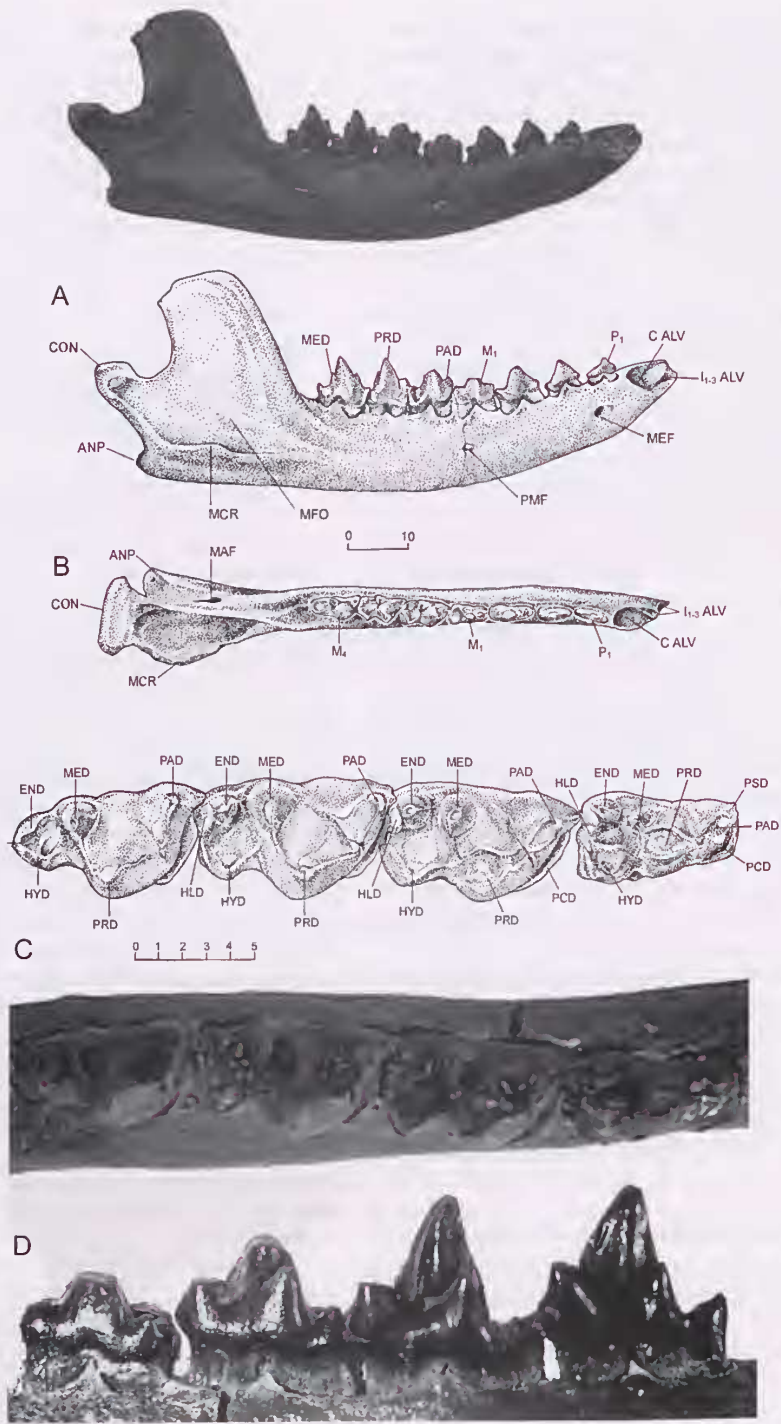 A
CON
MED
PRD
PAD
M1
P1
C ALV
I1-3 ALV
MEF
ANP
MCR
MFO
PMF
0 10
B
ANP
MAF
CON
I1-3 ALV
C ALV
M4
M1
P1
MCR
END
MED
PAD
END
MED
PAD
END
MED
PAD
HLD
END
MED
PRD
PSD
PAD
PCD
HYD
PRD
HLD
HYD
PRD
HLD
HYD
PRD
PCD
HYD
0 1 2 3 4 5
C
D